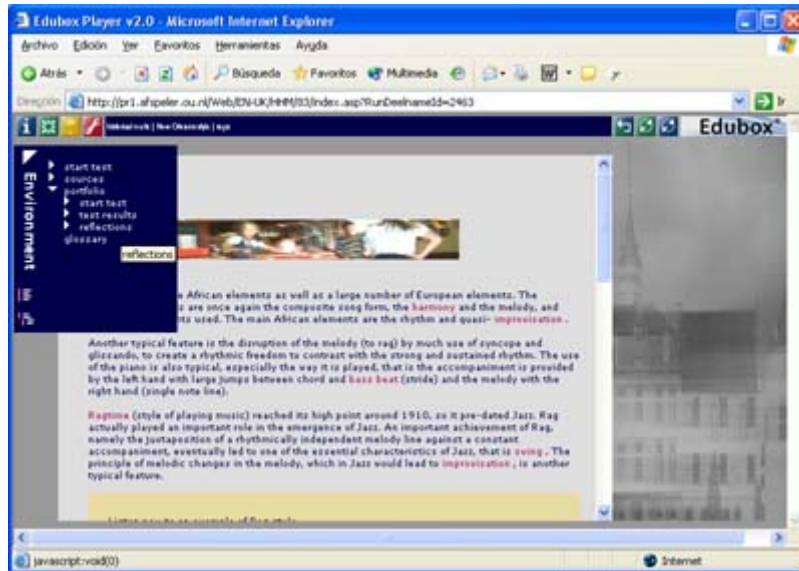 Edubox Player v2.0 - Microsoft Internet Explorer
Archivo Edición Ver Favoritos Herramientas Ayuda
Atrás Búsqueda Favoritos Multimedia
Dirección http://pr1.afspeler.ou.nl/Web/EN-UK/HHM/03/index.asp?RunDeelnameId=2463 Ir
Edubox
Environment
start test
sources
portfolio
start test
test results
reflections
glossary
reflections
African elements as well as a large number of European elements. The
are once again the composite song form, the harmony and the melody, and
used. The main African elements are the rhythm and quasi- improvisation .
Another typical feature is the disruption of the melody (to rag) by much use of syncope and
glissando, to create a rhythmic freedom to contrast with the strong and sustained rhythm. The use
of the piano is also typical, especially the way it is played, that is the accompaniment is provided
by the left hand with large jumps between chord and bass beat (stride) and the melody with the
right hand (single note line).
Ragtime (style of playing music) reached its high point around 1910, so it pre-dated Jazz. Rag
actually played an important role in the emergence of Jazz. An important achievement of Rag,
namely the juxtaposition of a rhythmically independent melody line against a constant
accompaniment, eventually led to one of the essential characteristics of Jazz, that is swing . The
principle of melodic changes in the melody, which in Jazz would lead to improvisation , is another
typical feature.
Listen now to an example of Rag style
javascript:void(0) Internet